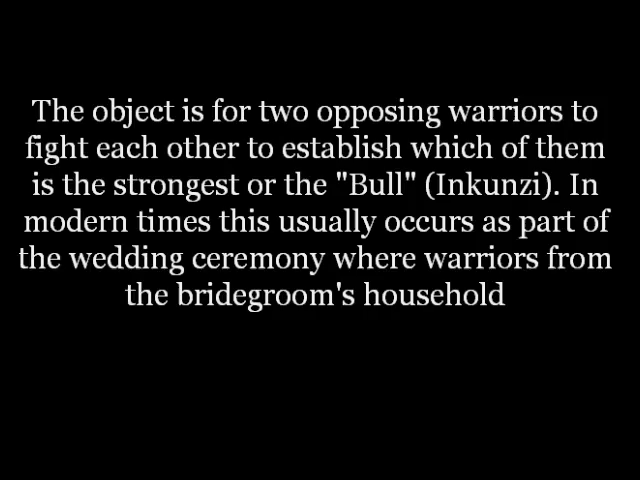 The object is for two opposing warriors to
fight each other to establish which of them
is the strongest or the "Bull" (Inkunzi). In
modern times this usually occurs as part of
the wedding ceremony where warriors from
the bridegroom's household